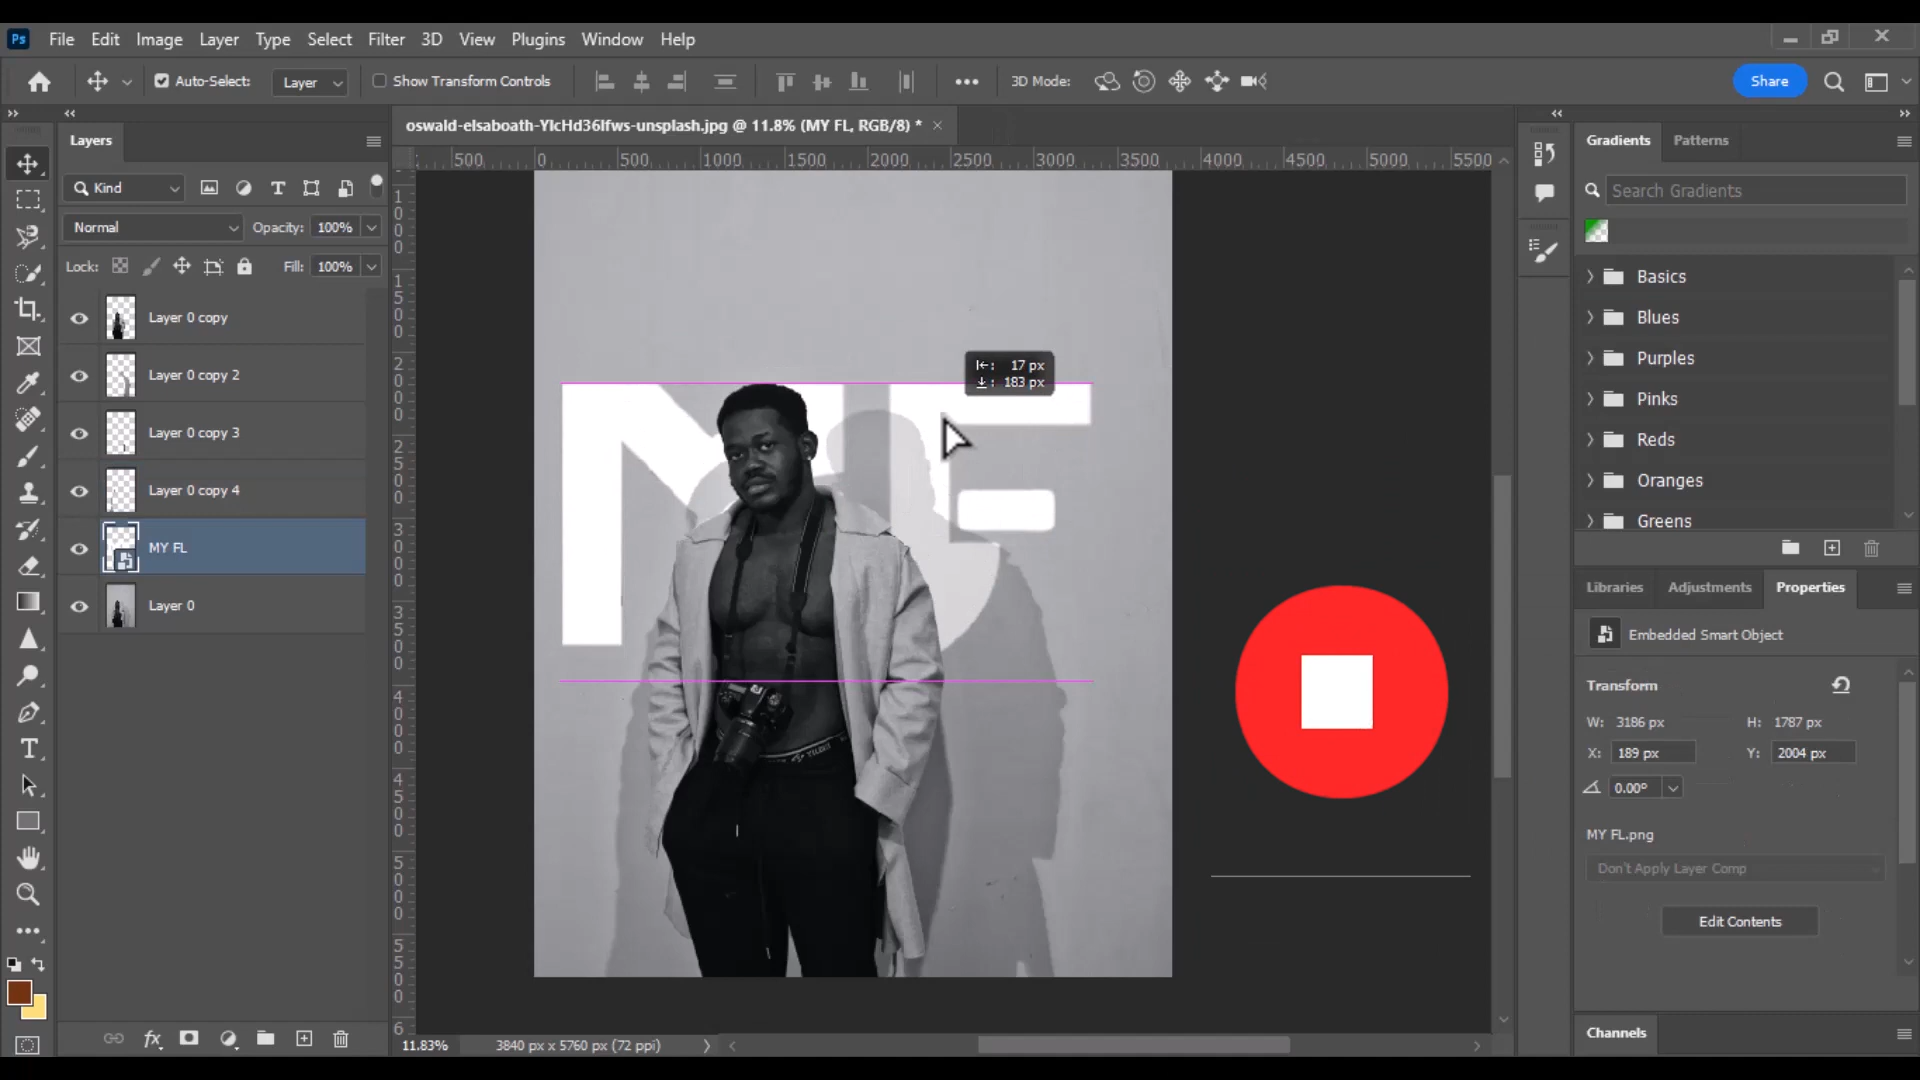 Ps File Edit Image Layer Type Select Filter 3D View Plugins Window Help
Auto-Select: Layer Show Transform Controls 3D Mode: Share
Layers
oswald-elsaboath-YlcHd36lfws-unsplash.jpg @ 11.8% (MY FL, RGB/8) *
Gradients Patterns
500 0 500 1000 1500 2000 2500 3000 3500 4000 4500 5000 5500
Kind
Search Gradients
Normal Opacity: 100%
Lock: Fill: 100%
Basics
Layer 0 copy
Blues
Purples
17 px
183 px
Layer 0 copy 2
Pinks
Layer 0 copy 3
Reds
Layer 0 copy 4
Oranges
Greens
MY FL
Layer 0
Libraries Adjustments Properties
Embedded Smart Object
Transform
W: 3186 px H: 1787 px
X: 189 px Y: 2004 px
0.00°
MY FL.png
Don't Apply Layer Comp
Edit Contents
Channels
fx
11.83% 3840 px x 5760 px (72 ppi)